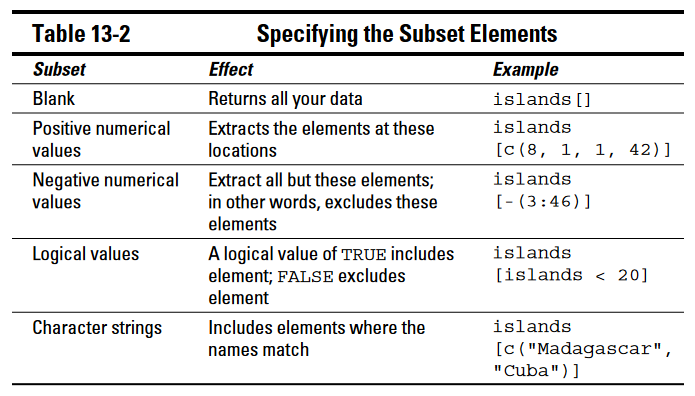 Table 13-2 Specifying the Subset Elements
Subset Effect Example
Blank Returns all your data islands[]
Positive numerical Extracts the elements at these islands
values locations [c(8, 1, 1, 42)]
Negative numerical Extract all but these elements; islands
values in other words, excludes these [-(3:46)]
elements
Logical values A logical value of TRUE includes islands
element; FALSE excludes [islands < 20]
element
Character strings Includes elements where the islands
names match [c("Madagascar",
"Cuba")]